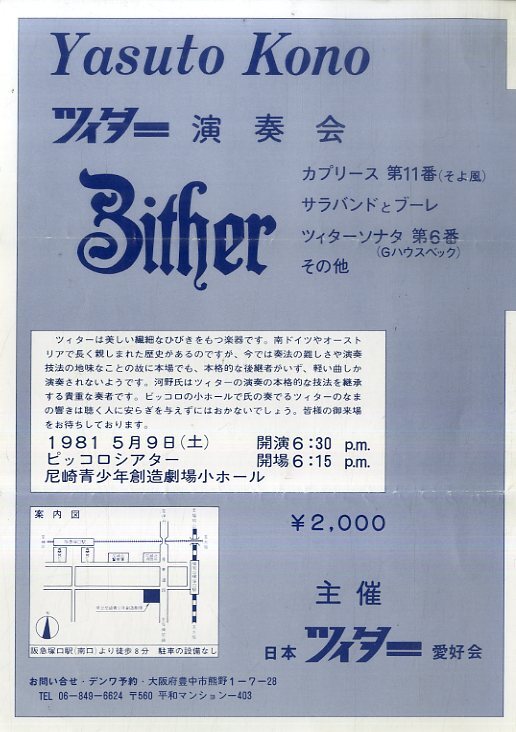 Yasuto Kono
ツィター 演奏会
Zither
カプリース 第11番(そよ風)
サラバンドとブーレ
ツィターソナタ 第6番
(Gハウスベック)
その他
ツィターは美しい繊細なひびきをもつ楽器です。南ドイツやオースト
リアで長く親しまれた歴史があるのですが、今では奏法の難しさや演奏
技法の地味なことの故に本場でも、本格的な後継者がいず、軽い曲しか
演奏されないようです。河野氏はツィターの演奏の本格的な技法を継承
する貴重な奏者です。ピッコロの小ホールで氏の奏でるツィターのなま
の響きは聴く人に安らぎを与えずにはおかないでしょう。皆様の御来場
をお待ちしております。
1981 5月9日(土) 開演6:30 p.m.
ピッコロシアター 開場6:15 p.m.
尼崎青少年創造劇場小ホール
¥2,000
案内図
阪急塚口駅(南口)より徒歩8分 駐車の設備なし
主催
日本 ツィター 愛好会
お問い合せ・デンワ予約・大阪府豊中市熊野1-7-28
TEL 06-849-6624 〒560 平和マンション-403